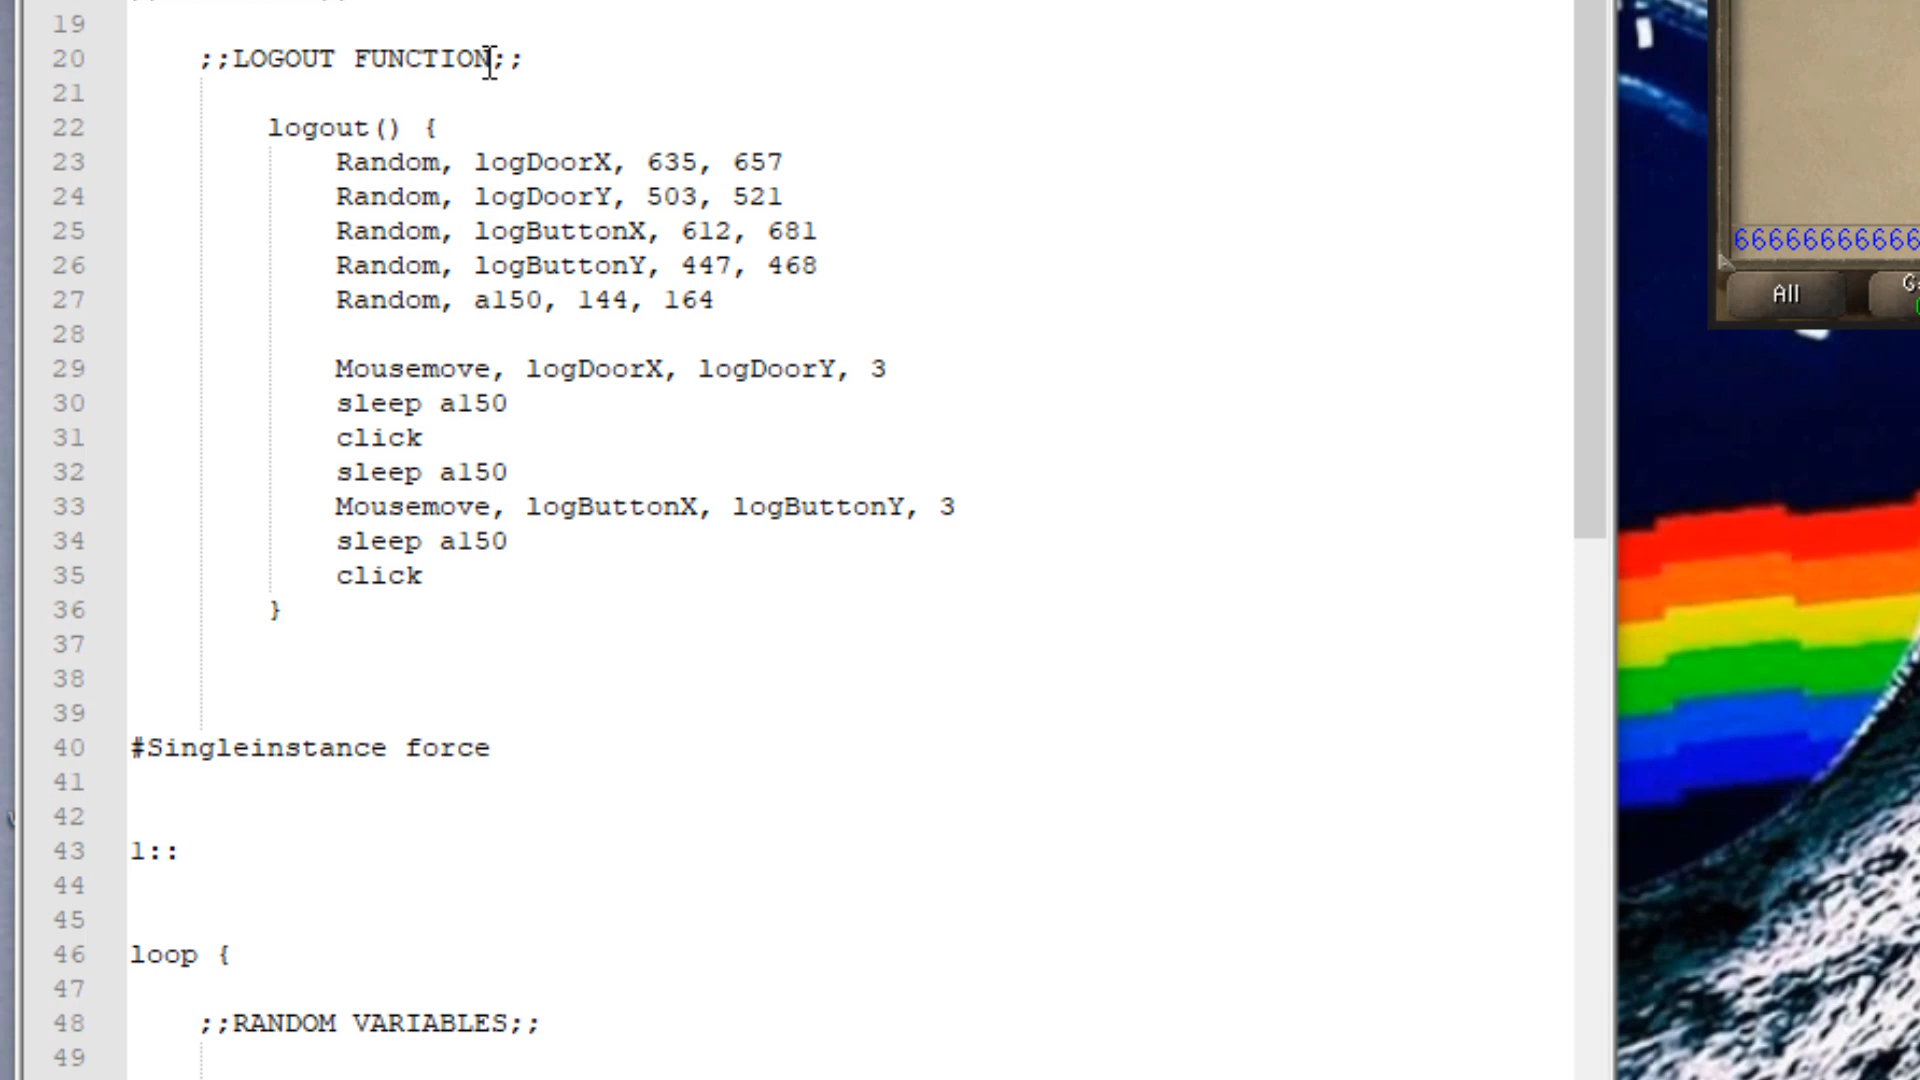 19
20 ;;LOGOUT FUNCTION;;
21
22 logout() {
23 Random, logDoorX, 635, 657
24 Random, logDoorY, 503, 521
25 Random, logButtonX, 612, 681
26 Random, logButtonY, 447, 468
27 Random, a150, 144, 164
28
29 Mousemove, logDoorX, logDoorY, 3
30 sleep a150
31 click
32 sleep a150
33 Mousemove, logButtonX, logButtonY, 3
34 sleep a150
35 click
36 }
37
38
39
40 #Singleinstance force
41
42
43 1::
44
45
46 loop {
47
48 ;;RANDOM VARIABLES;;
49
66666666666
All